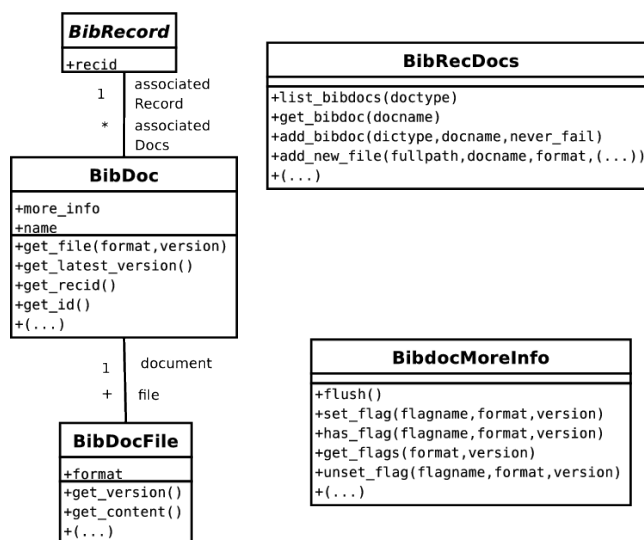 BibRecord
+recid
1
associated
Record
*
associated
Docs
BibDoc
+more_info
+name
+get_file(format,version)
+get_latest_version()
+get_recid()
+get_id()
+(...)
1
document
+
file
BibDocFile
+format
+get_version()
+get_content()
+(...)
BibRecDocs
+list_bibdocs(doctype)
+get_bibdoc(docname)
+add_bibdoc(dictype,docname,never_fail)
+add_new_file(fullpath,docname,format,(...))
+(...)
BibdocMoreInfo
+flush()
+set_flag(flagname,format,version)
+has_flag(flagname,format,version)
+get_flags(format,version)
+unset_flag(flagname,format,version)
+(...)